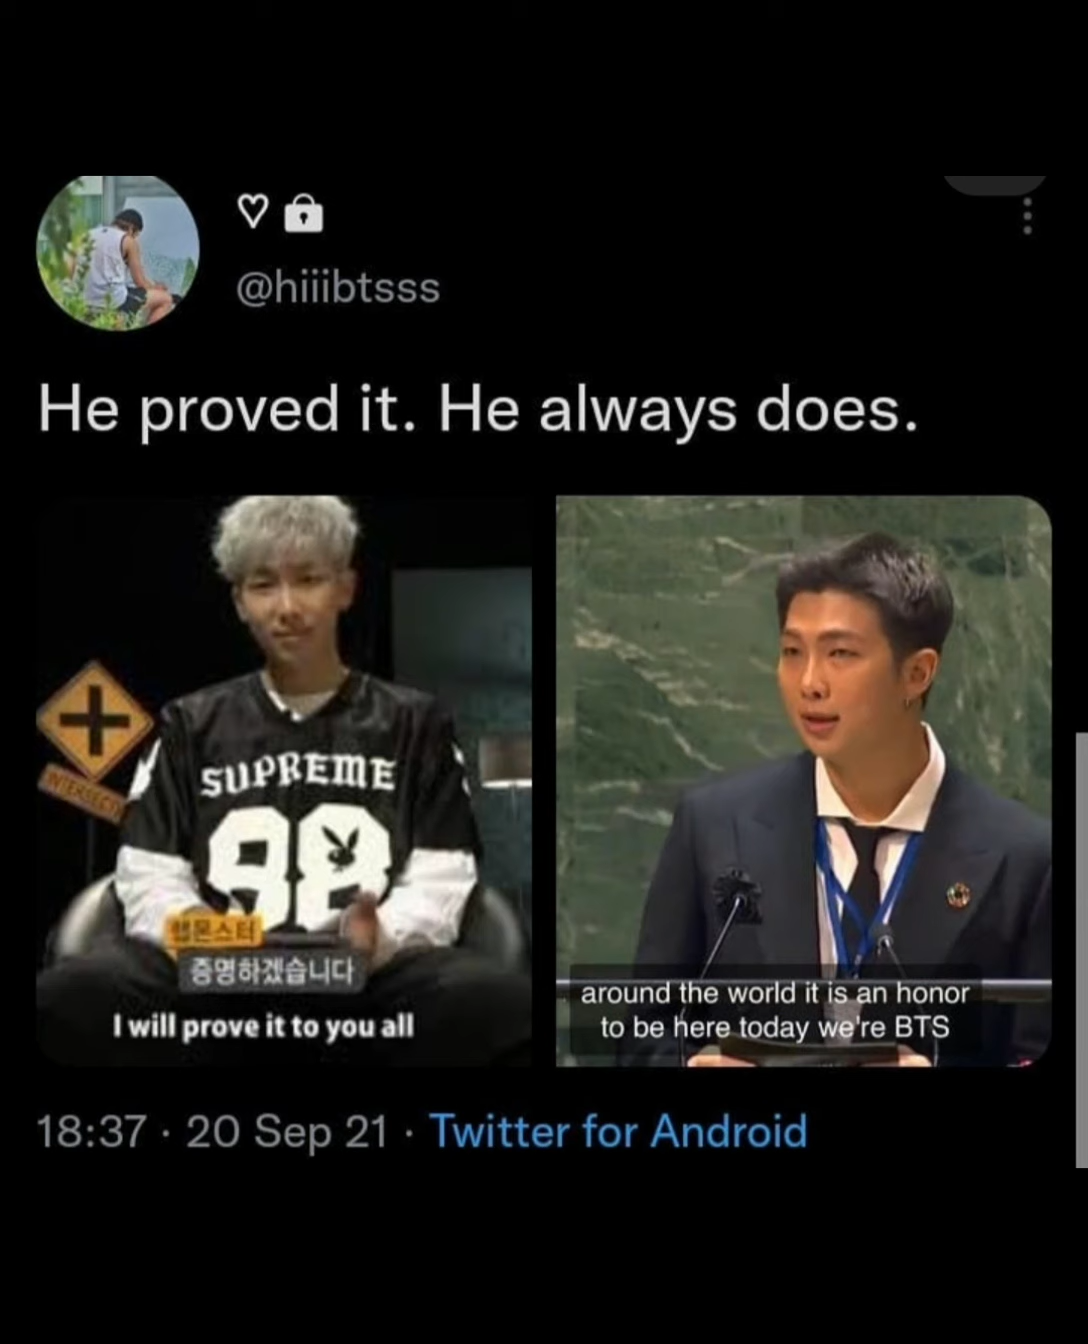 @hiiibtsss
He proved it. He always does.
INTERSECTION
SUPREME
98
랩몬스터
증명하겠습니다
I will prove it to you all
around the world it is an honor
to be here today we're BTS
18:37 · 20 Sep 21 · Twitter for Android